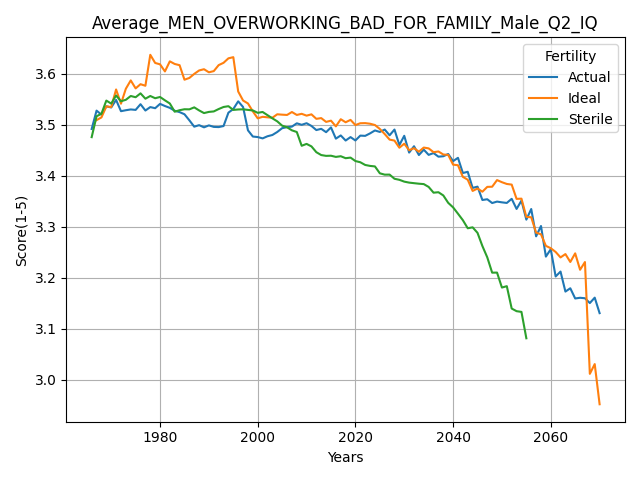 Average_MEN_OVERWORKING_BAD_FOR_FAMILY_Male_Q2_IQ
Fertility
Actual
Ideal
Sterile
Score(1-5)
3.6
3.5
3.4
3.3
3.2
3.1
3.0
1980
2000
2020
2040
2060
Years